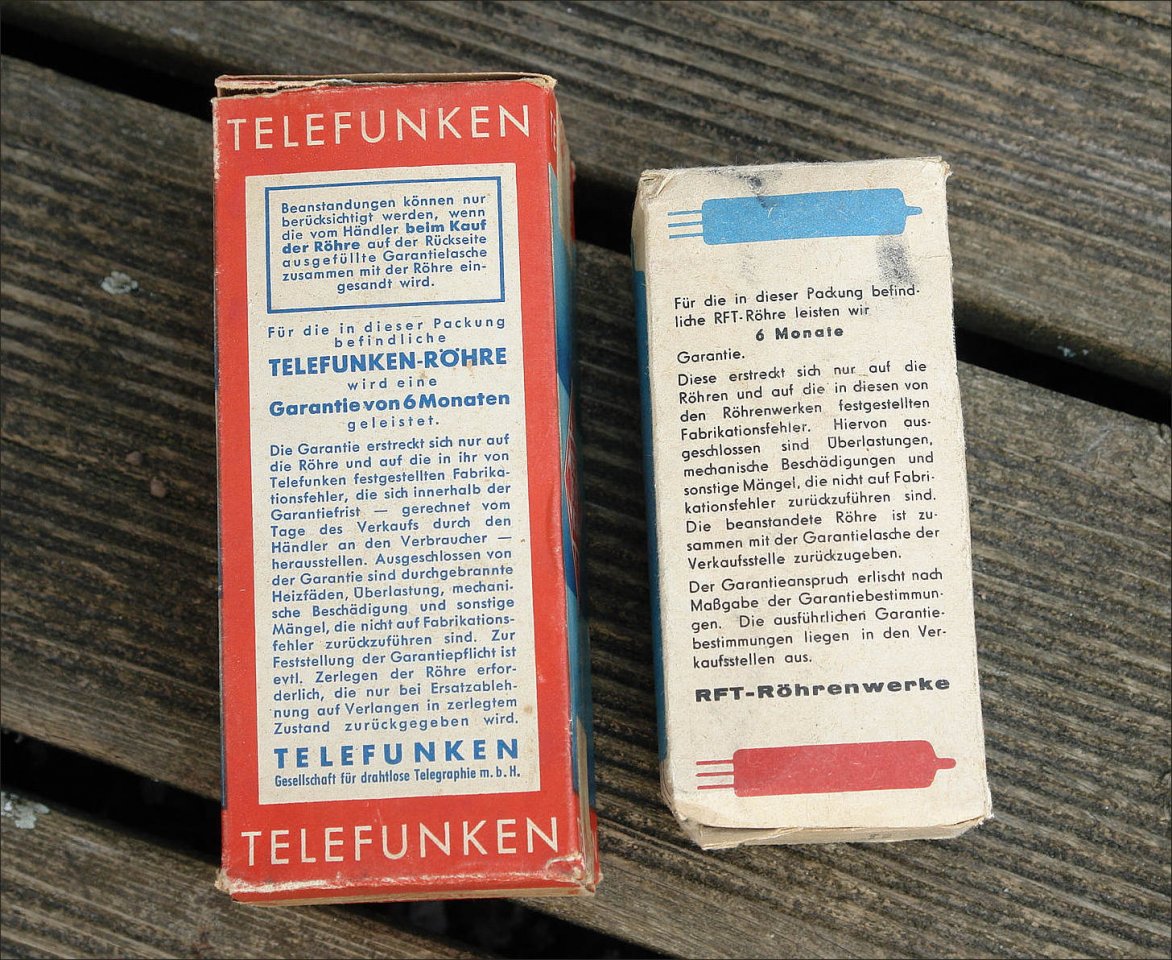 TELEFUNKEN
Beanstandungen können nur
berücksichtigt werden, wenn
die vom Händler beim Kauf
der Röhre auf der Rückseite
ausgefüllte Garantielasche
zusammen mit der Röhre ein-
gesandt wird.
Für die in dieser Packung
befindliche
TELEFUNKEN-RÖHRE
wird eine
Garantie von 6 Monaten
geleistet.
Die Garantie erstreckt sich nur auf
die Röhre und auf die in ihr von
Telefunken festgestellten Fabrika-
tionsfehler, die sich innerhalb der
Garantiefrist — gerechnet vom
Tage des Verkaufs durch den
Händler an den Verbraucher —
herausstellen. Ausgeschlossen von
der Garantie sind durchgebrannte
Heizfäden, Überlastung, mechani-
sche Beschädigung und sonstige
Mängel, die nicht auf Fabrikations-
fehler zurückzuführen sind. Zur
Feststellung der Garantiepflicht ist
evtl. Zerlegen der Röhre erfor-
derlich, die nur bei Ersatzableh-
nung auf Verlangen in zerlegtem
Zustand zurückgegeben wird.
TELEFUNKEN
Gesellschaft für drahtlose Telegraphie m. b. H.
TELEFUNKEN
Für die in dieser Packung befind-
liche RFT-Röhre leisten wir
6 Monate
Garantie.
Diese erstreckt sich nur auf die
Röhren und auf die in diesen von
den Röhrenwerken festgestellten
Fabrikationsfehler. Hiervon aus-
geschlossen sind Überlastungen,
mechanische Beschädigungen und
sonstige Mängel, die nicht auf Fabri-
kationsfehler zurückzuführen sind.
Die beanstandete Röhre ist zu-
sammen mit der Garantielasche der
Verkaufsstelle zurückzugeben.
Der Garantieanspruch erlischt nach
Maßgabe der Garantiebestimmun-
gen. Die ausführlichen Garantie-
bestimmungen liegen in den Ver-
kaufsstellen aus.
RFT-Röhrenwerke